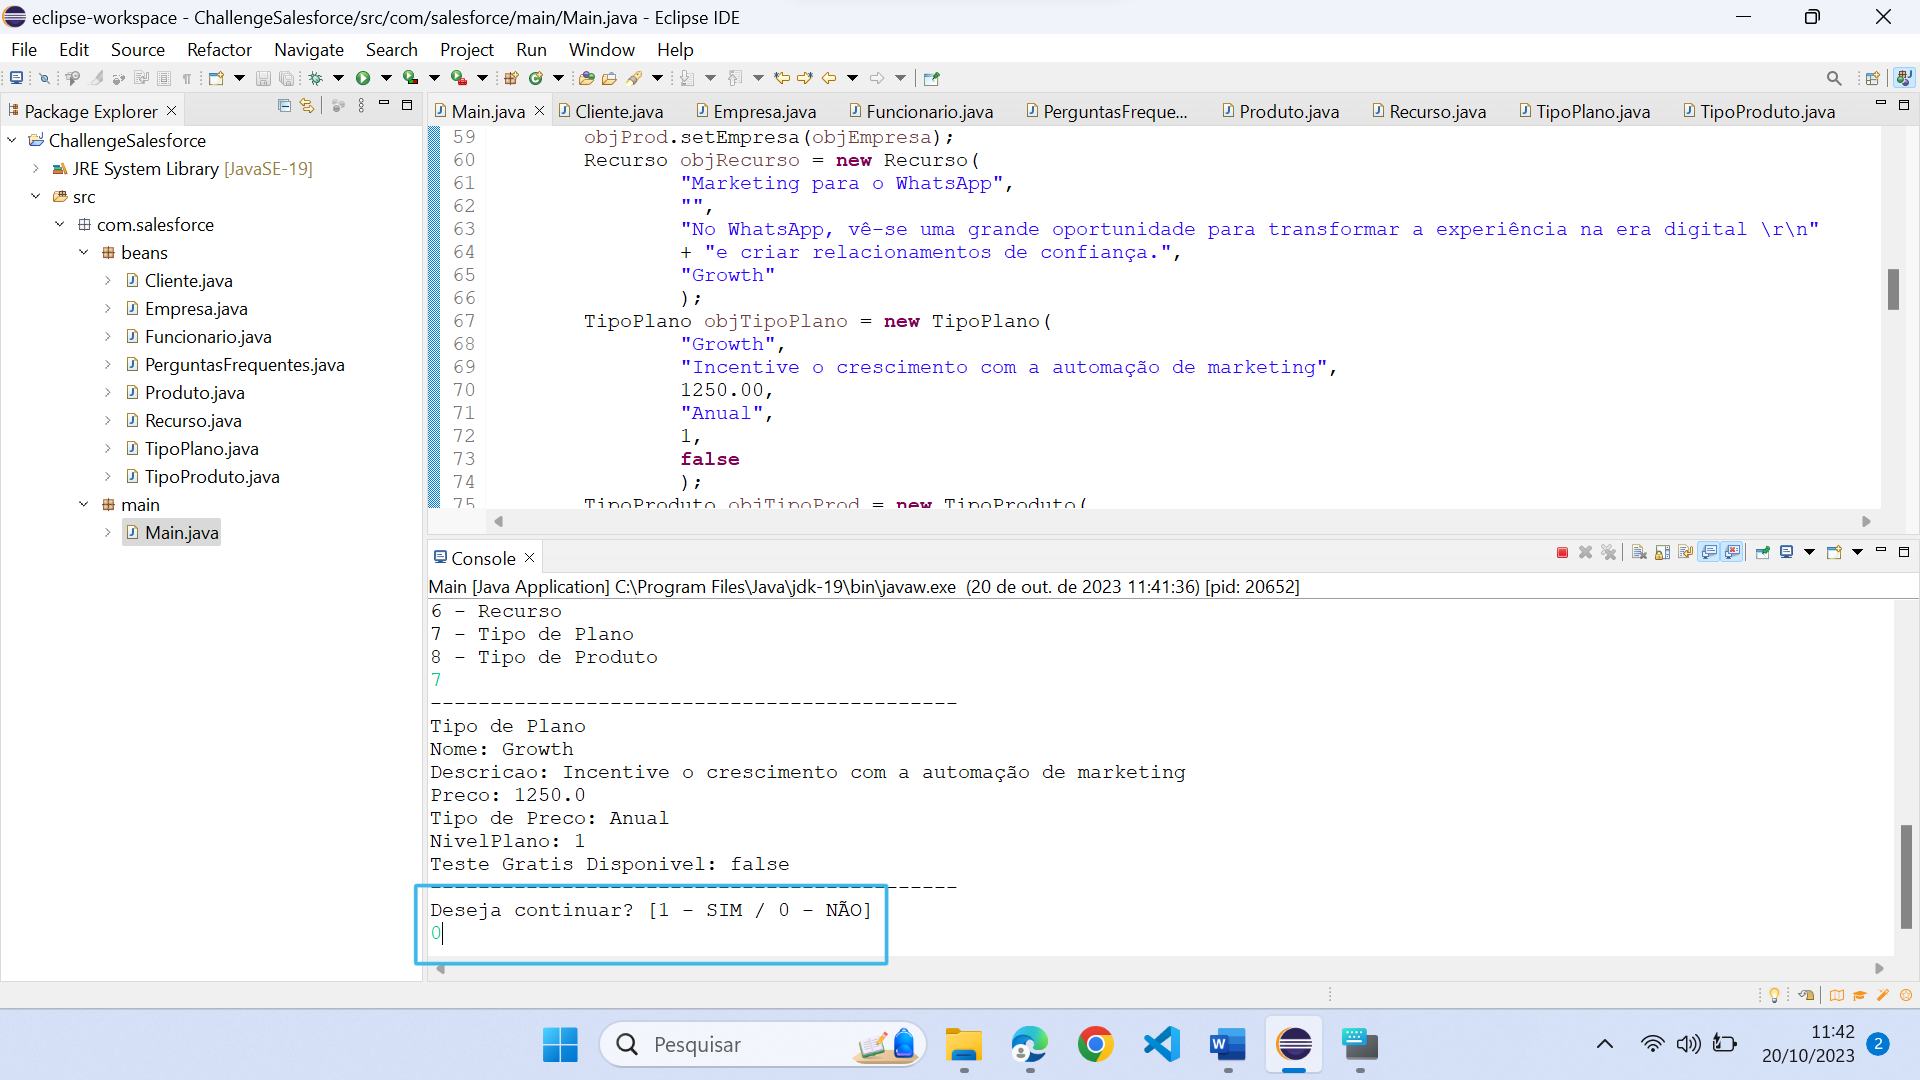 eclipse-workspace - ChallengeSalesforce/src/com/salesforce/main/Main.java - Eclipse IDE
File Edit Source Refactor Navigate Search Project Run Window Help
Package Explorer
ChallengeSalesforce
JRE System Library [JavaSE-19]
src
com.salesforce
beans
Cliente.java
Empresa.java
Funcionario.java
PerguntasFrequentes.java
Produto.java
Recurso.java
TipoPlano.java
TipoProduto.java
main
Main.java
Main.java Cliente.java Empresa.java Funcionario.java PerguntasFreque... Produto.java Recurso.java TipoPlano.java TipoProduto.java
59 objProd.setEmpresa(objEmpresa);
60 Recurso objRecurso = new Recurso(
61 "Marketing para o WhatsApp",
62 "",
63 "No WhatsApp, vê-se uma grande oportunidade para transformar a experiência na era digital \r\n"
64 + "e criar relacionamentos de confiança.",
65 "Growth"
66 );
67 TipoPlano objTipoPlano = new TipoPlano(
68 "Growth",
69 "Incentive o crescimento com a automação de marketing",
70 1250.00,
71 "Anual",
72 1,
73 false
74 );
75 TipoProduto objTipoProd = new TipoProduto(
Console
Main [Java Application] C:\Program Files\Java\jdk-19\bin\javaw.exe (20 de out. de 2023 11:41:36) [pid: 20652]
6 - Recurso
7 - Tipo de Plano
8 - Tipo de Produto
7
--------------------------------------------
Tipo de Plano
Nome: Growth
Descricao: Incentive o crescimento com a automação de marketing
Preco: 1250.0
Tipo de Preco: Anual
NivelPlano: 1
Teste Gratis Disponivel: false
--------------------------------------------
Deseja continuar? [1 - SIM / 0 - NÃO]
0
Pesquisar
11:42
20/10/2023
2